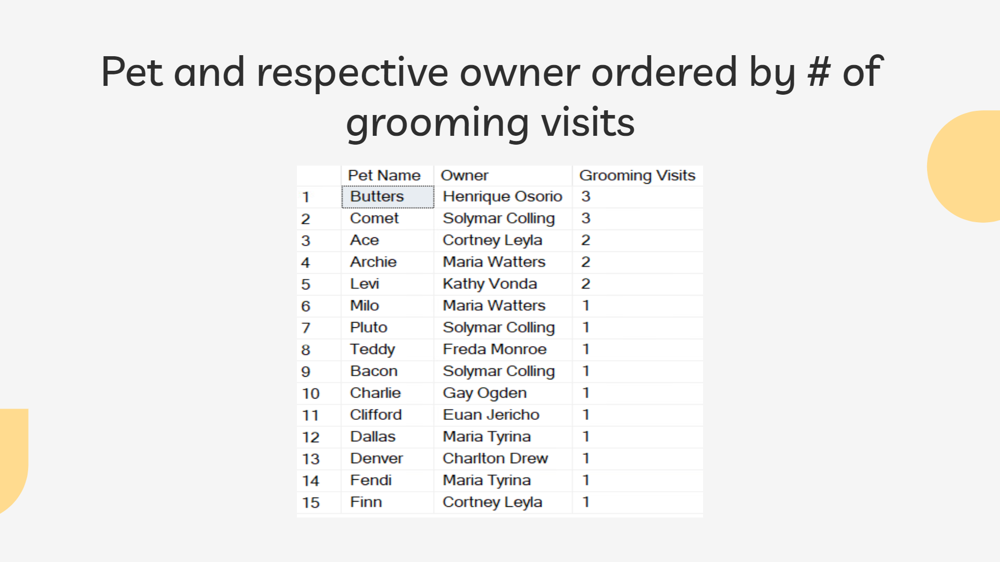 Pet and respective owner ordered by # of
grooming visits
Pet Name Owner Grooming Visits
1 Butters Henrique Osorio 3
2 Comet Solymar Colling 3
3 Ace Cortney Leyla 2
4 Archie Maria Watters 2
5 Levi Kathy Vonda 2
6 Milo Maria Watters 1
7 Pluto Solymar Colling 1
8 Teddy Freda Monroe 1
9 Bacon Solymar Colling 1
10 Charlie Gay Ogden 1
11 Clifford Euan Jericho 1
12 Dallas Maria Tyrina 1
13 Denver Charlton Drew 1
14 Fendi Maria Tyrina 1
15 Finn Cortney Leyla 1